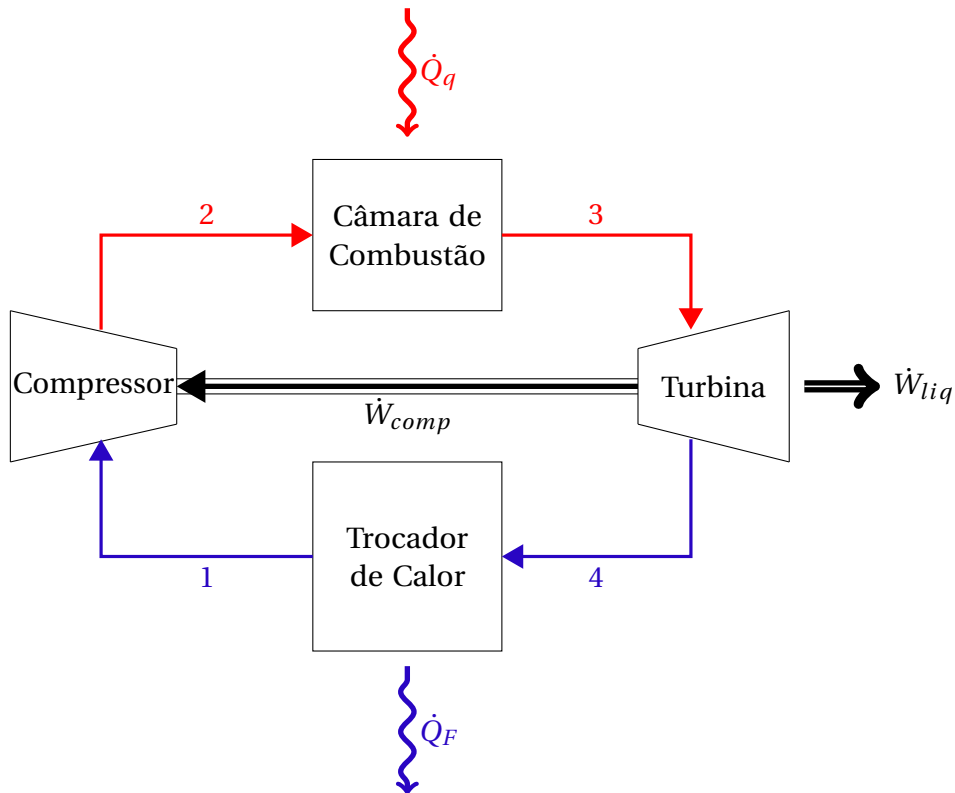 Q̇q
Câmara de
Combustão
2
3
Compressor
Turbina
Ẇliq
Ẇcomp
Trocador
de Calor
1
4
Q̇F